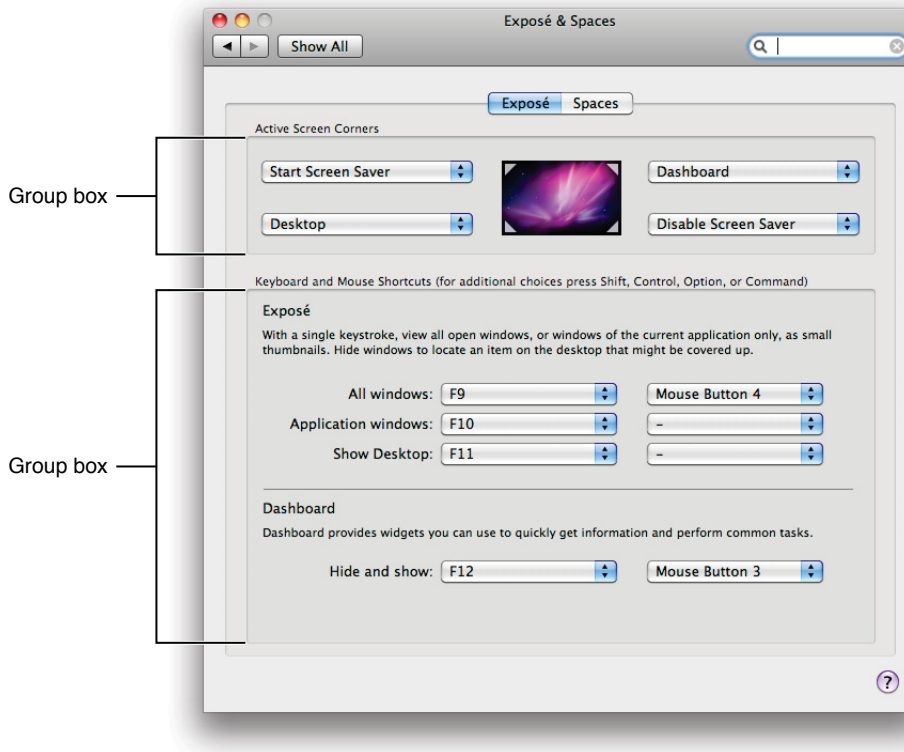 Exposé & Spaces
Show All
Exposé Spaces
Active Screen Corners
Group box
Start Screen Saver
Dashboard
Desktop
Disable Screen Saver
Keyboard and Mouse Shortcuts (for additional choices press Shift, Control, Option, or Command)
Exposé
With a single keystroke, view all open windows, or windows of the current application only, as small
thumbnails. Hide windows to locate an item on the desktop that might be covered up.
All windows: F9 Mouse Button 4
Application windows: F10 –
Show Desktop: F11 –
Group box
Dashboard
Dashboard provides widgets you can use to quickly get information and perform common tasks.
Hide and show: F12 Mouse Button 3
?